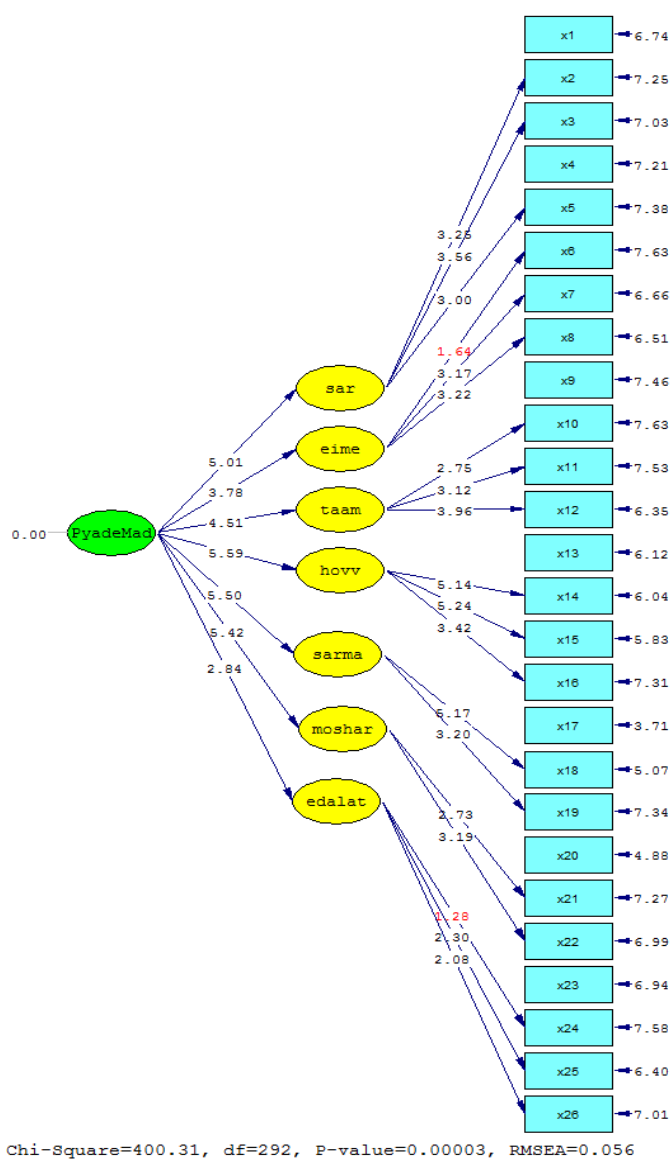 x1 6.74
x2 7.25
x3 7.03
x4 7.21
x5 7.38
3.25
x6 7.63
3.56
x7 6.66
3.00
x8 6.51
1.64
3.17
x9 7.46
sar
3.22
x10 7.63
eime
5.01
2.75
x11 7.53
3.78
3.12
taam
x12 6.35
3.96
4.51
0.00
PyadeMad
x13 6.12
5.59
hovv
5.14
x14 6.04
5.50
5.24
3.42
x15 5.83
5.42
sarma
2.84
x16 7.31
5.17
x17 3.71
moshar
3.20
x18 5.07
edalat
x19 7.34
2.73
3.19
x20 4.88
x21 7.27
1.28
2.30
x22 6.99
2.08
x23 6.94
x24 7.58
x25 6.40
x26 7.01
Chi-Square=400.31, df=292, P-value=0.00003, RMSEA=0.056